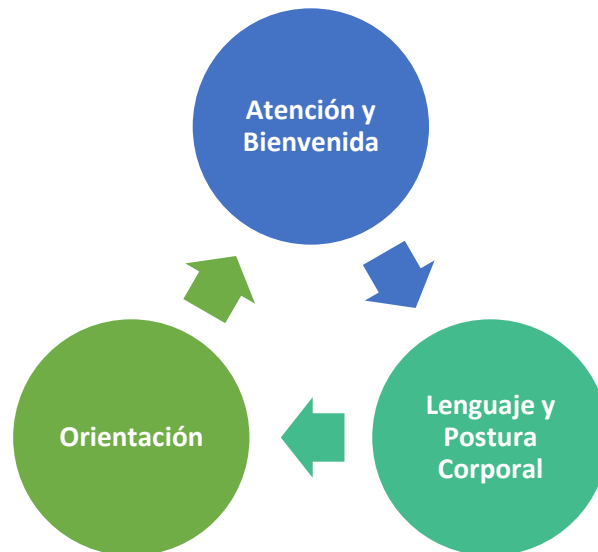 Atención y
Bienvenida
Lenguaje y
Postura
Corporal
Orientación